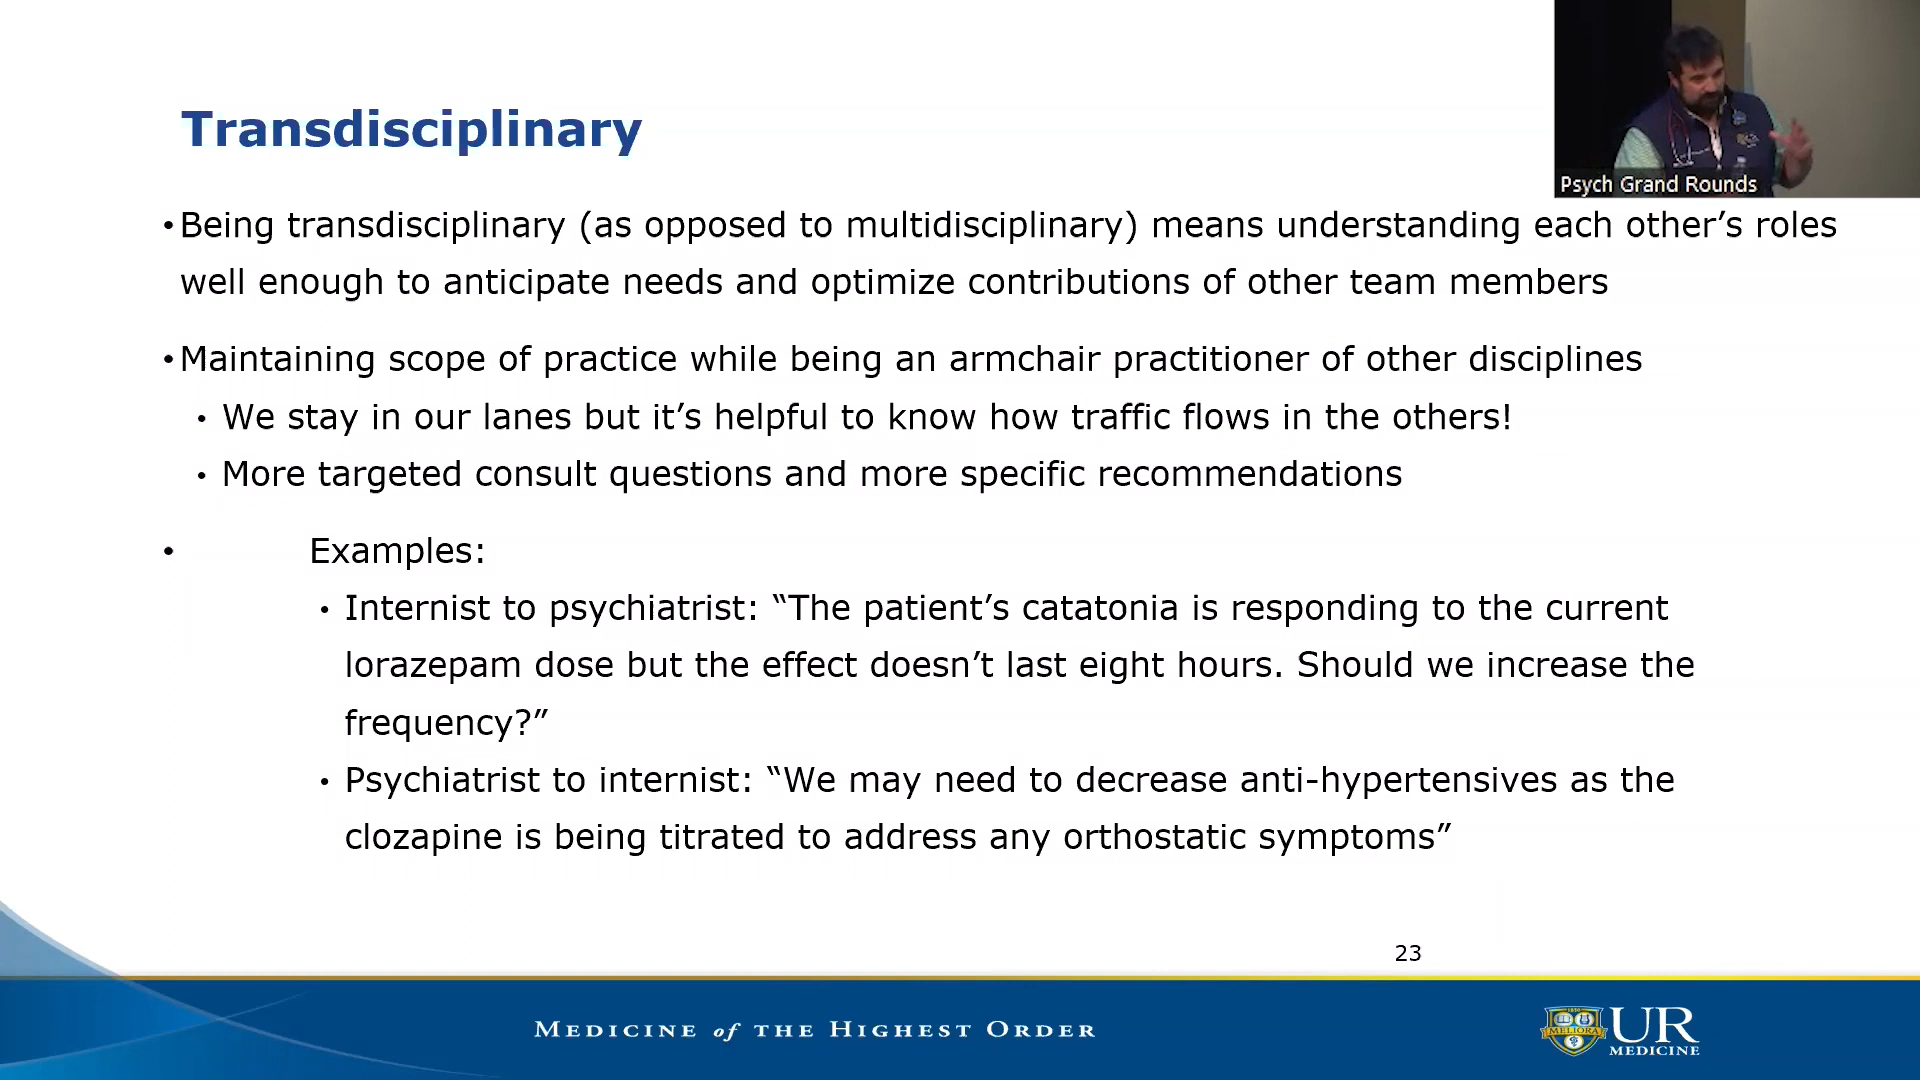 Transdisciplinary
Psych Grand Rounds
•Being transdisciplinary (as opposed to multidisciplinary) means understanding each other’s roles
well enough to anticipate needs and optimize contributions of other team members
•Maintaining scope of practice while being an armchair practitioner of other disciplines
• We stay in our lanes but it’s helpful to know how traffic flows in the others!
• More targeted consult questions and more specific recommendations
• Examples:
• Internist to psychiatrist: “The patient’s catatonia is responding to the current
lorazepam dose but the effect doesn’t last eight hours. Should we increase the
frequency?”
• Psychiatrist to internist: “We may need to decrease anti-hypertensives as the
clozapine is being titrated to address any orthostatic symptoms”
23
MEDICINE of THE HIGHEST ORDER
MELIORA
UR
MEDICINE